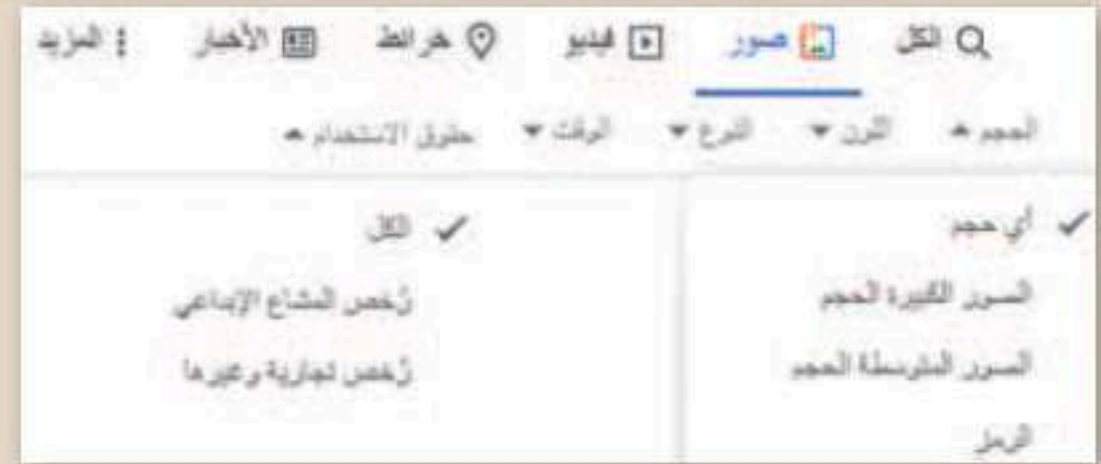 الكل صور فيديو خرائط الأخبار المزيد
الحجم اللون النوع الوقت حقوق الاستخدام
أي حجم
الصور الكبيرة الحجم
الصور المتوسطة الحجم
الرمز
الكل
رُخص المشاع الإبداعي
رُخص تجارية وغيرها